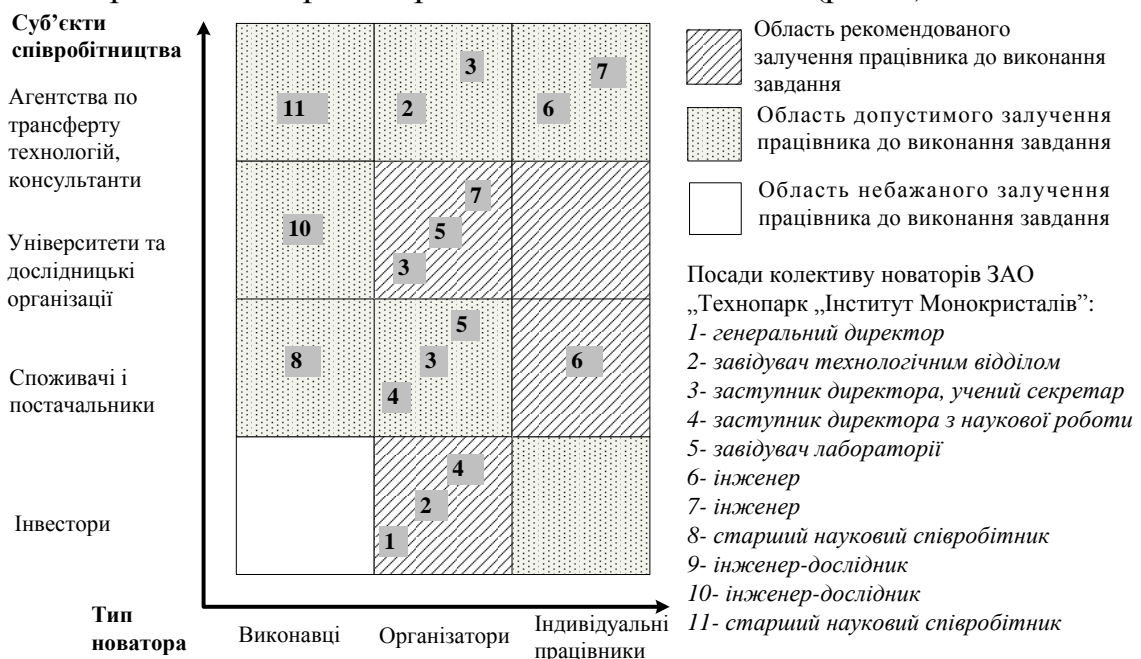 Суб’єкти
співробітництва
Агентства по
трансферту
технологій,
консультанти
Університети та
дослідницькі
організації
Споживачі і
постачальники
Інвестори
Тип
новатора
11
2
3
6
7
10
3
5
7
8
4
3
5
6
1
2
4
Виконавці
Організатори
Індивідуальні
працівники
Область рекомендованого
залучення працівника до виконання
завдання
Область допустимого залучення
працівника до виконання завдання
Область небажаного залучення
працівника до виконання завдання
Посади колективу новаторів ЗАО
„Технопарк „Інститут Монокристалів”:
1- генеральний директор
2- завідувач технологічним відділом
3- заступник директора, учений секретар
4- заступник директора з наукової роботи
5- завідувач лабораторії
6- інженер
7- інженер
8- старший науковий співробітник
9- інженер-дослідник
10- інженер-дослідник
11- старший науковий співробітник